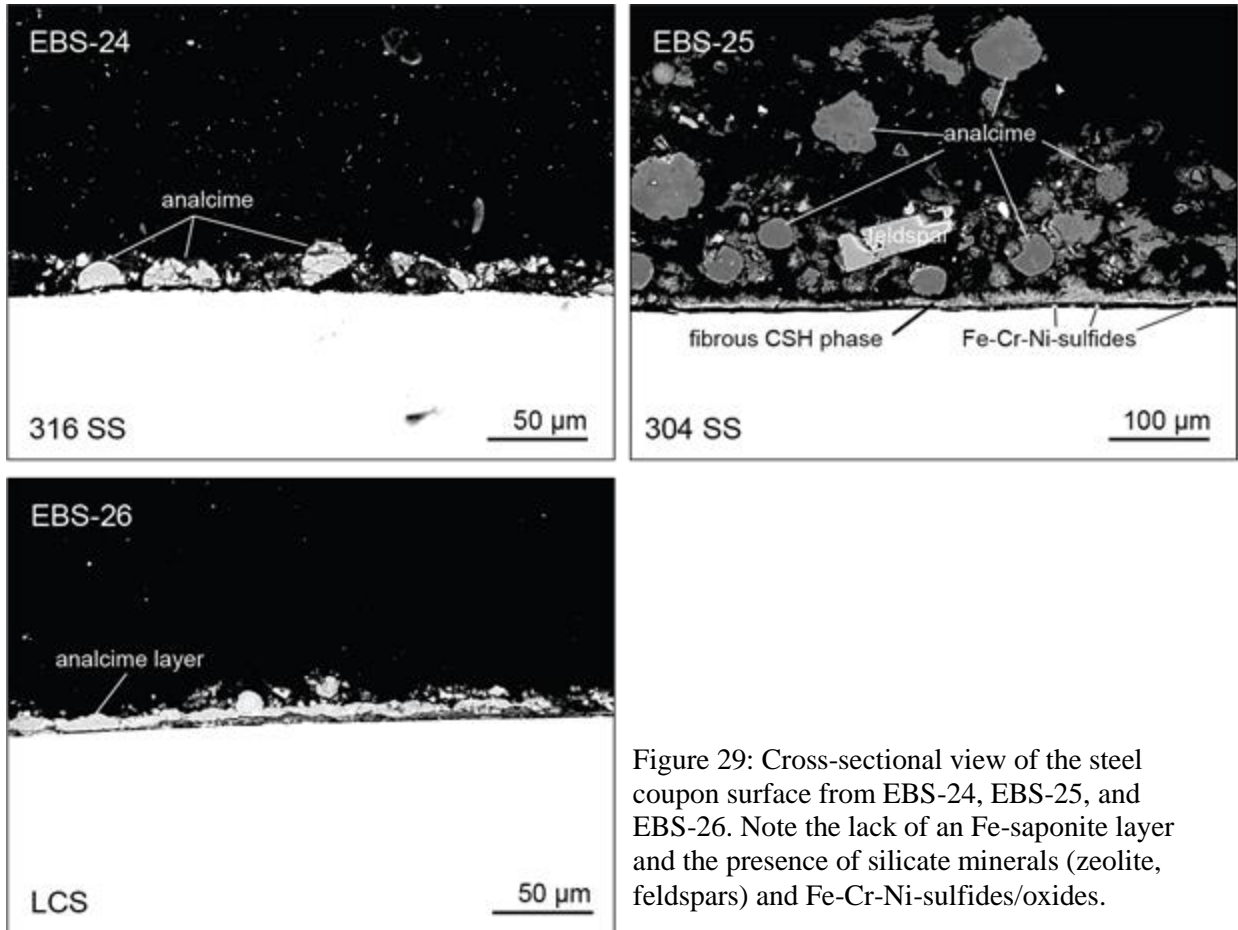 EBS-24
analcime
316 SS
50 µm
EBS-25
analcime
feldspar
fibrous CSH phase
Fe-Cr-Ni-sulfides
304 SS
100 µm
EBS-26
analcime layer
LCS
50 µm
Figure 29: Cross-sectional view of the steel
coupon surface from EBS-24, EBS-25, and
EBS-26. Note the lack of an Fe-saponite layer
and the presence of silicate minerals (zeolite,
feldspars) and Fe-Cr-Ni-sulfides/oxides.